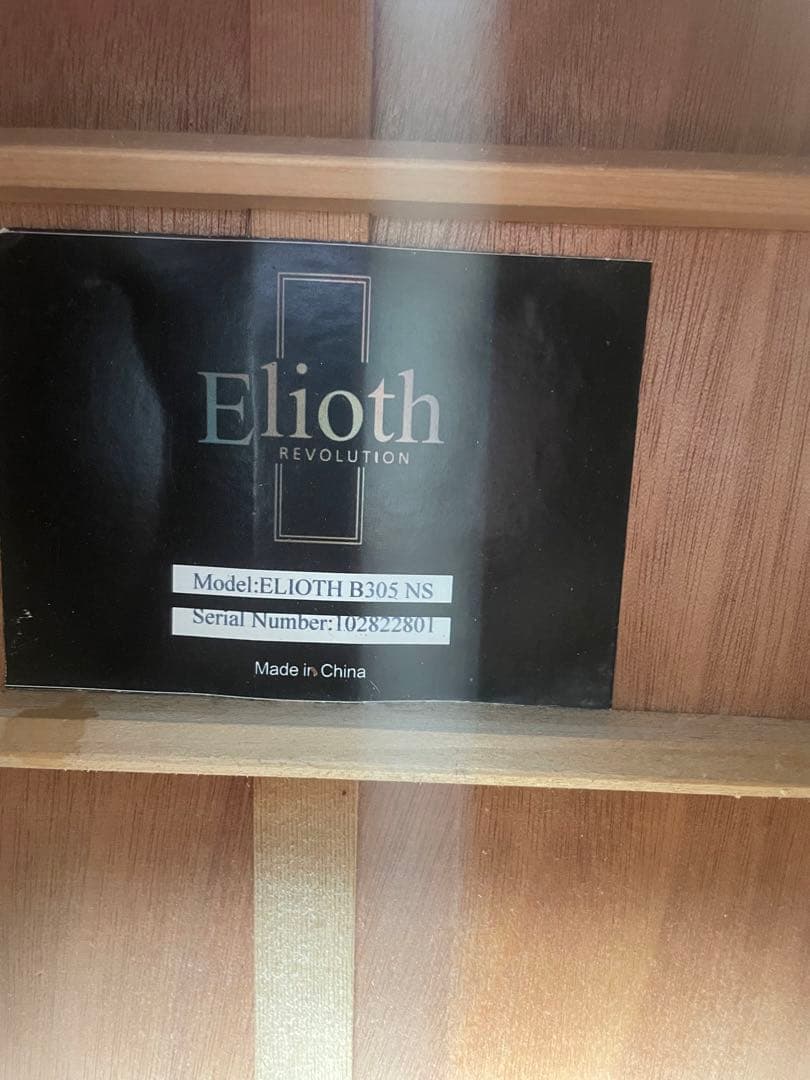 Elioth
REVOLUTION
Model:ELIOTH B305 NS
Serial Number:102822801
Made in China